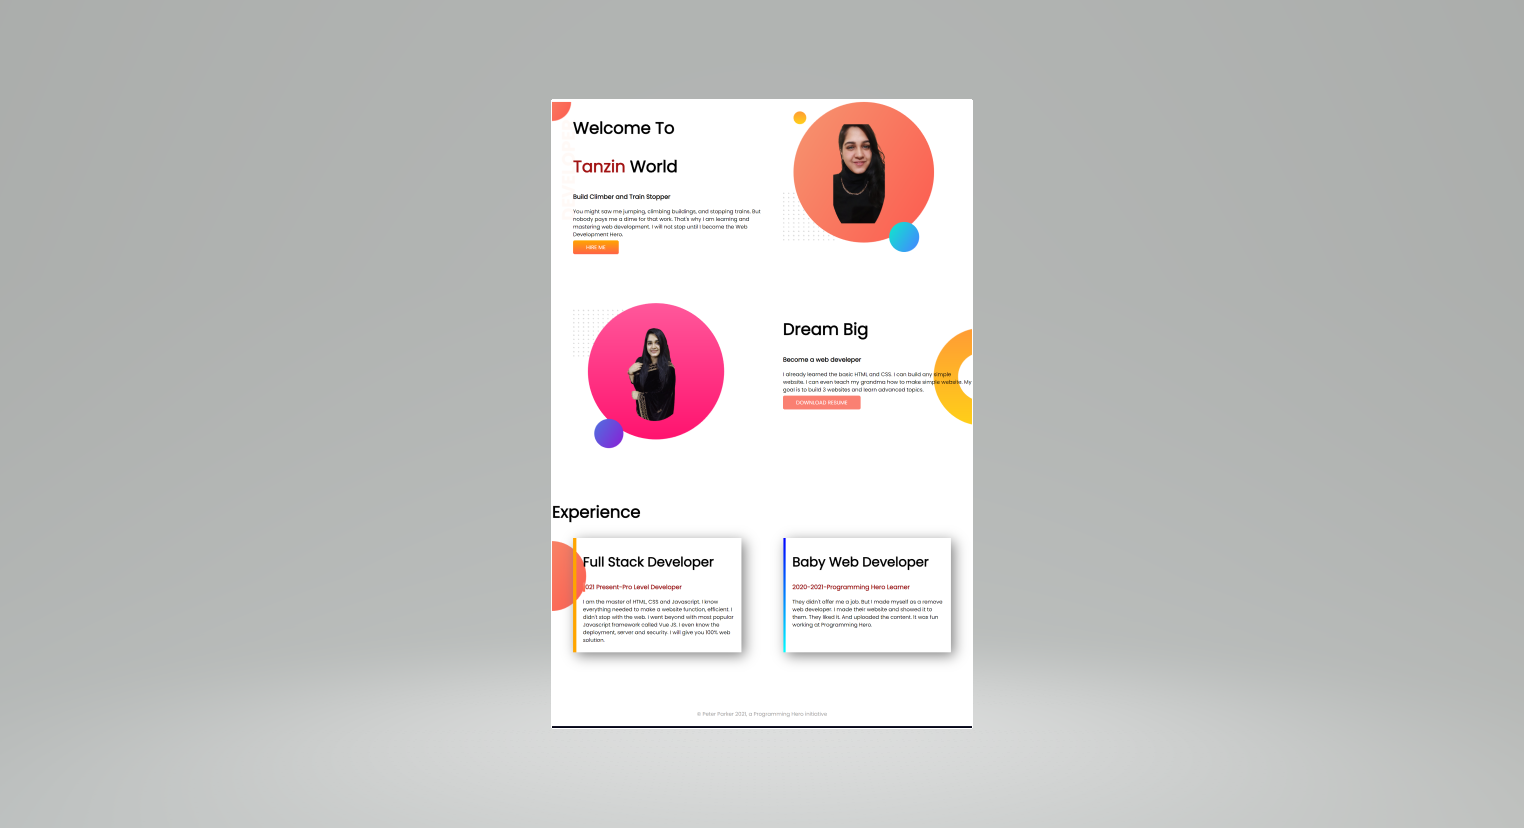 Welcome To
Tanzin World
Build Climber and Train Stopper
You might saw me jumping, climbing buildings, and stopping trains. But
nobody pays me a dime for that work. That's why I am learning and
mastering web development. I will not stop until I become the Web
Development Hero.
HIRE ME
Dream Big
Become a web developer
I already learned the basic HTML and CSS. I can build any simple
website. I can even teach my grandma how to make simple website. My
goal is to build 3 websites and learn advanced topics.
DOWNLOAD RESUME
Experience
Full Stack Developer
021 Present-Pro Level Developer
I am the master of HTML, CSS and Javascript. I know
everything needed to make a website function, efficient. I
didn't stop with the web. I went beyond with most popular
Javascript framework called Vue JS. I even know the
deployment, server and security. I will give you 100% web
solution.
Baby Web Developer
2020-2021-Programming Hero Learner
They didn't offer me a job. But I made myself as a remove
web developer. I made their website and showed it to
them. They liked it. And uploaded the content. It was fun
working at Programming Hero.
© Peter Parker 2021, a Programming Hero Initiative